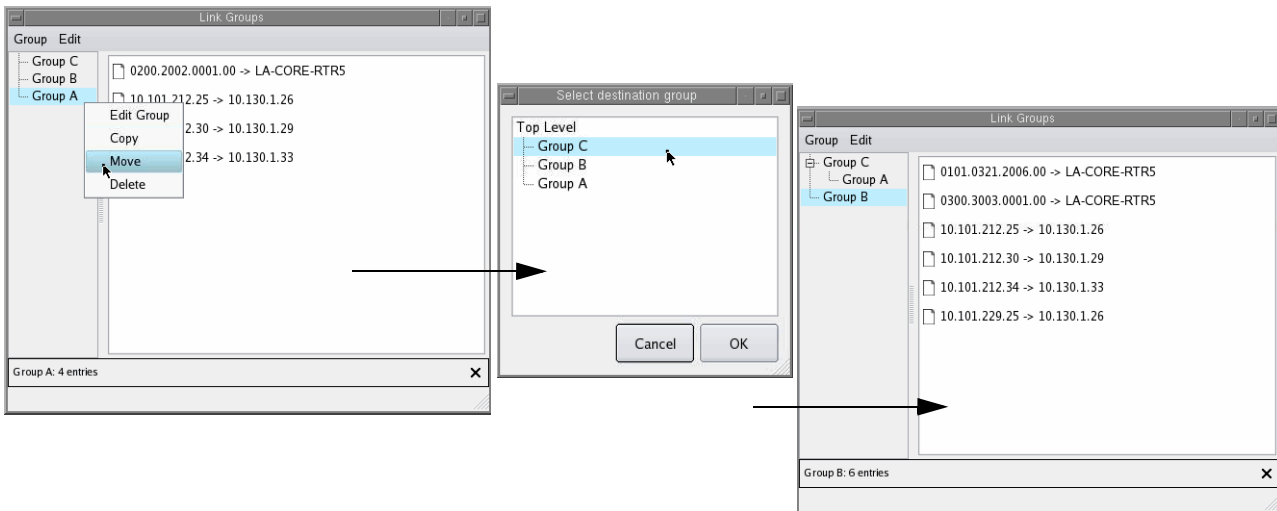 Link Groups
Group Edit
Group C
Group B
Group A
0200.2002.0001.00 -> LA-CORE-RTR5
10.101.212.25 -> 10.130.1.26
2.30 -> 10.130.1.29
2.34 -> 10.130.1.33
Edit Group
Copy
Move
Delete
Group A: 4 entries
Select destination group
Top Level
Group C
Group B
Group A
Cancel OK
Link Groups
Group Edit
Group C
Group A
Group B
0101.0321.2006.00 -> LA-CORE-RTR5
0300.3003.0001.00 -> LA-CORE-RTR5
10.101.212.25 -> 10.130.1.26
10.101.212.30 -> 10.130.1.29
10.101.212.34 -> 10.130.1.33
10.101.229.25 -> 10.130.1.26
Group B: 6 entries